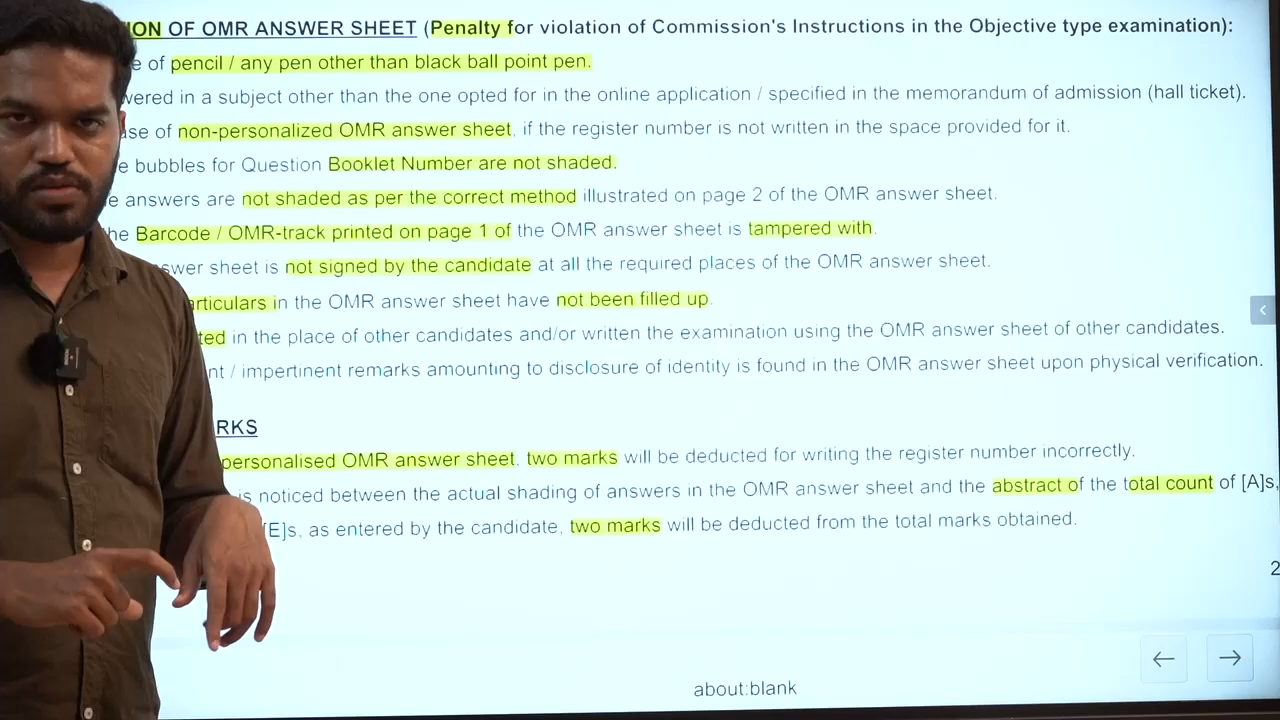 ION OF OMR ANSWER SHEET (Penalty for violation of Commission's Instructions in the Objective type examination):
e of pencil / any pen other than black ball point pen.
wered in a subject other than the one opted for in the online application / specified in the memorandum of admission (hall ticket).
use of non-personalized OMR answer sheet, if the register number is not written in the space provided for it.
e bubbles for Question Booklet Number are not shaded.
e answers are not shaded as per the correct method illustrated on page 2 of the OMR answer sheet.
he Barcode / OMR-track printed on page 1 of the OMR answer sheet is tampered with.
swer sheet is not signed by the candidate at all the required places of the OMR answer sheet.
articulars in the OMR answer sheet have not been filled up.
ted in the place of other candidates and/or written the examination using the OMR answer sheet of other candidates.
nt / impertinent remarks amounting to disclosure of identity is found in the OMR answer sheet upon physical verification.
RKS
personalised OMR answer sheet, two marks will be deducted for writing the register number incorrectly.
is noticed between the actual shading of answers in the OMR answer sheet and the abstract of the total count of [A]s,
[E]s, as entered by the candidate, two marks will be deducted from the total marks obtained.
2
about:blank